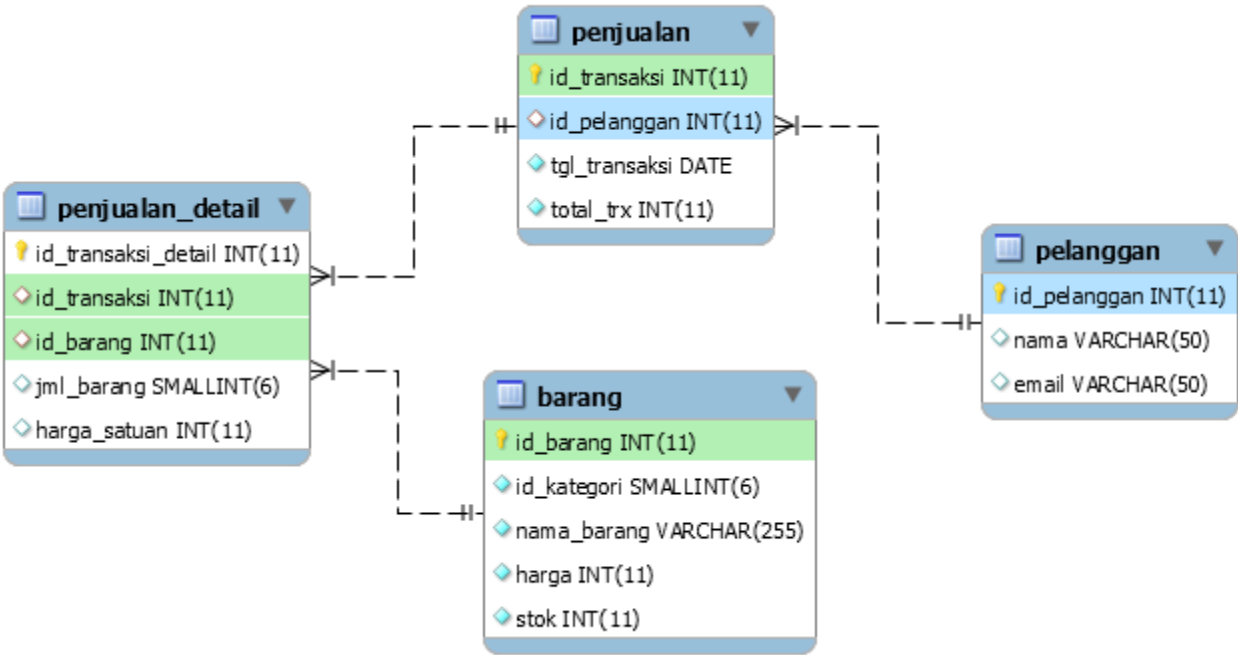 penjualan
id_transaksi INT(11)
id_pelanggan INT(11)
tgl_transaksi DATE
total_trx INT(11)
penjualan_detail
id_transaksi_detail INT(11)
id_transaksi INT(11)
id_barang INT(11)
jml_barang SMALLINT(6)
harga_satuan INT(11)
pelanggan
id_pelanggan INT(11)
nama VARCHAR(50)
email VARCHAR(50)
barang
id_barang INT(11)
id_kategori SMALLINT(6)
nama_barang VARCHAR(255)
harga INT(11)
stok INT(11)